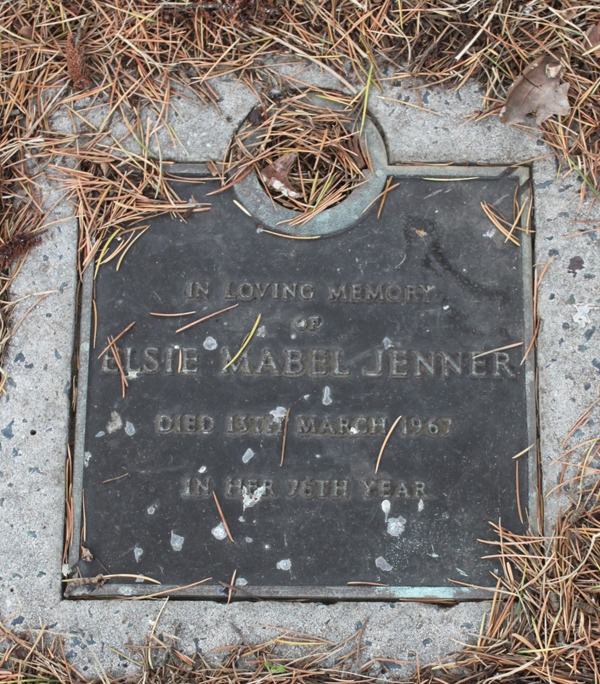 IN LOVING MEMORY
OF
ELSIE MABEL JENNER
DIED 13TH MARCH 1967
IN HER 76TH YEAR